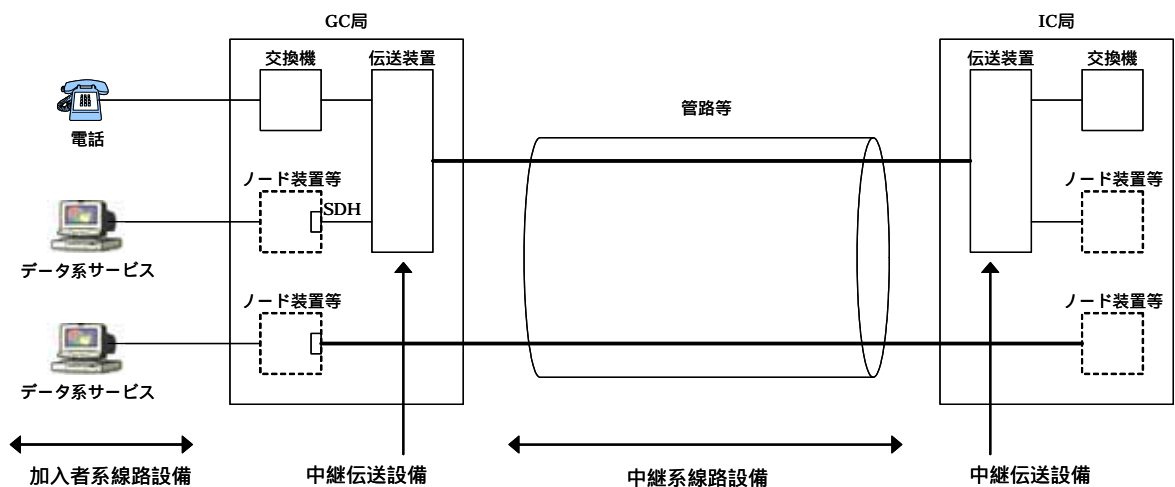 GC局
IC局
交換機
伝送装置
伝送装置
交換機
管路等
電話
ノード装置等
SDH
ノード装置等
データ系サービス
ノード装置等
ノード装置等
データ系サービス
加入者系線路設備
中継伝送設備
中継系線路設備
中継伝送設備